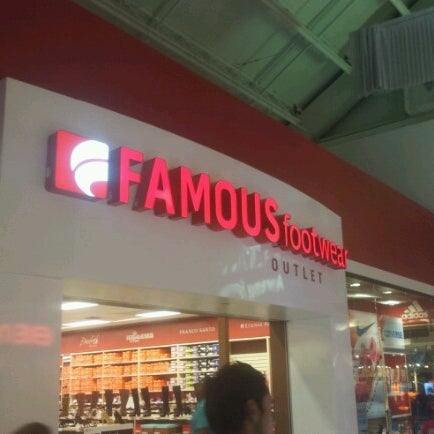 FAMOUS footwear
OUTLET
FRANCO SARTO
adidas